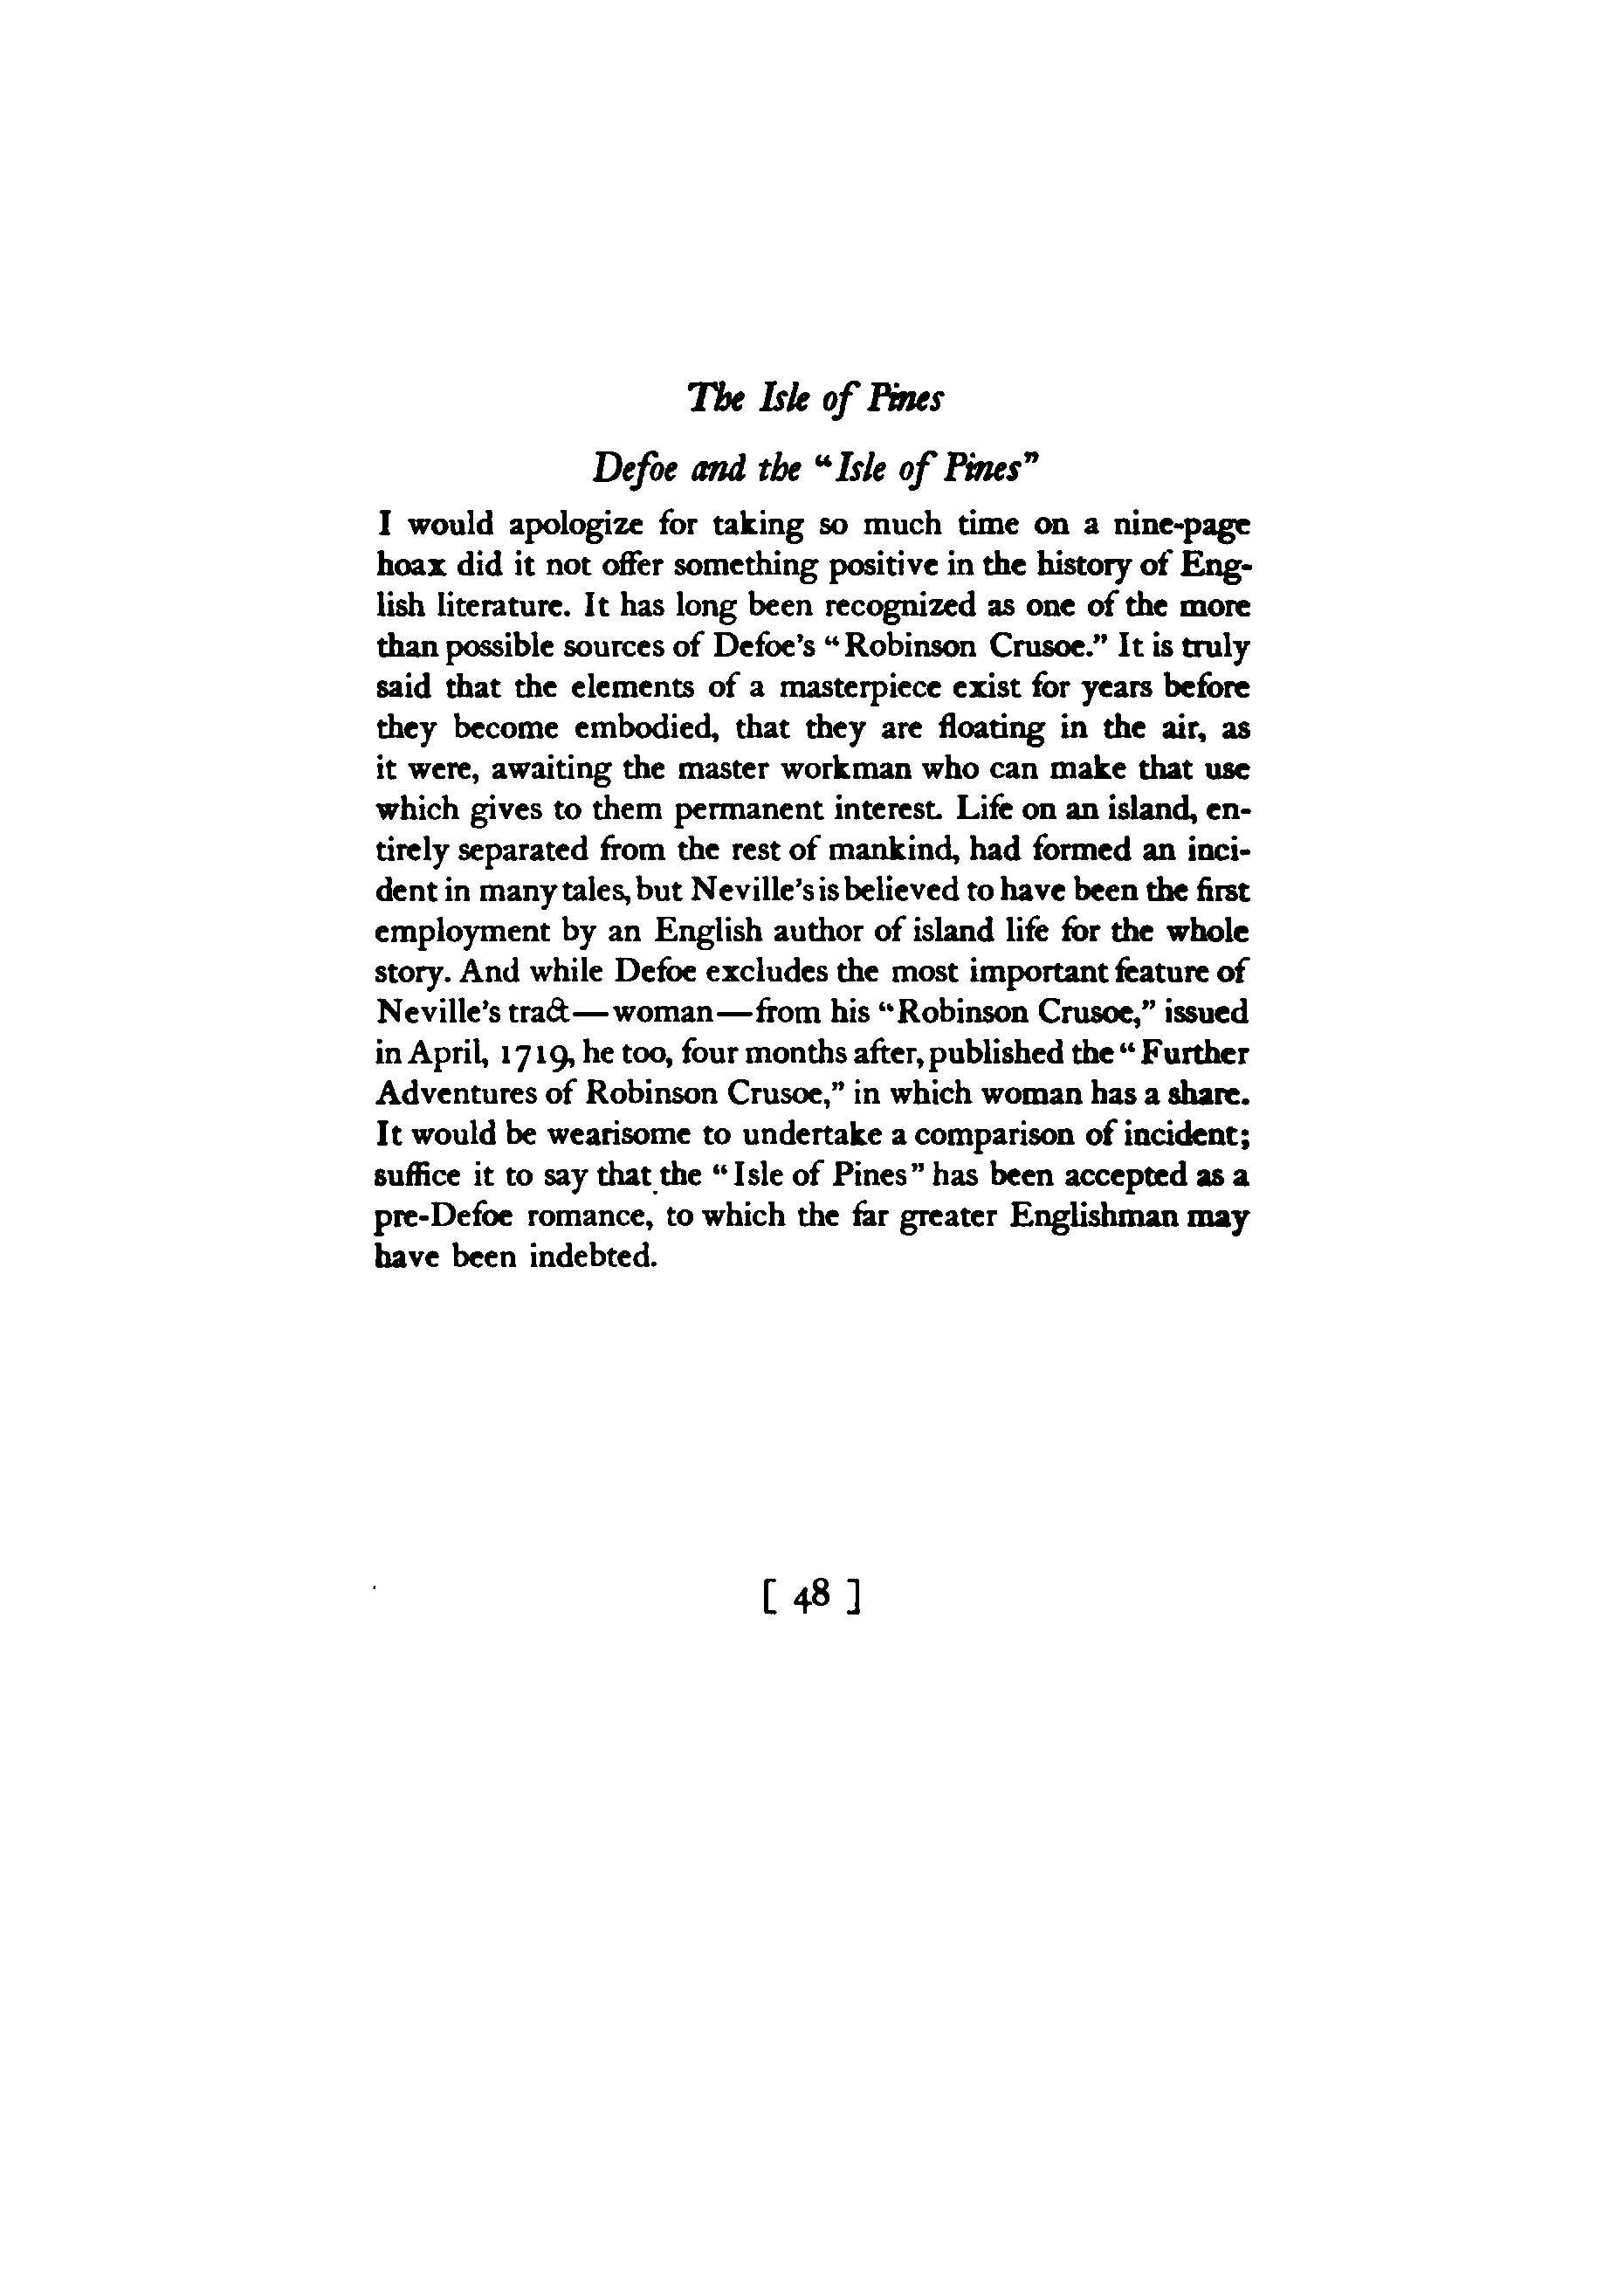 The Isle of Pines
Defoe and the “Isle of Pines”
I would apologize for taking so much time on a nine-page
hoax did it not offer something positive in the history of Eng-
lish literature. It has long been recognized as one of the more
than possible sources of Defoe’s “Robinson Crusoe.” It is truly
said that the elements of a masterpiece exist for years before
they become embodied, that they are floating in the air, as
it were, awaiting the master workman who can make that use
which gives to them permanent interest. Life on an island, en-
tirely separated from the rest of mankind, had formed an inci-
dent in many tales, but Neville’s is believed to have been the first
employment by an English author of island life for the whole
story. And while Defoe excludes the most important feature of
Neville’s tract—woman—from his “Robinson Crusoe,” issued
in April, 1719, he too, four months after, published the “Further
Adventures of Robinson Crusoe,” in which woman has a share.
It would be wearisome to undertake a comparison of incident;
suffice it to say that the “Isle of Pines” has been accepted as a
pre-Defoe romance, to which the far greater Englishman may
have been indebted.
[ 48 ]